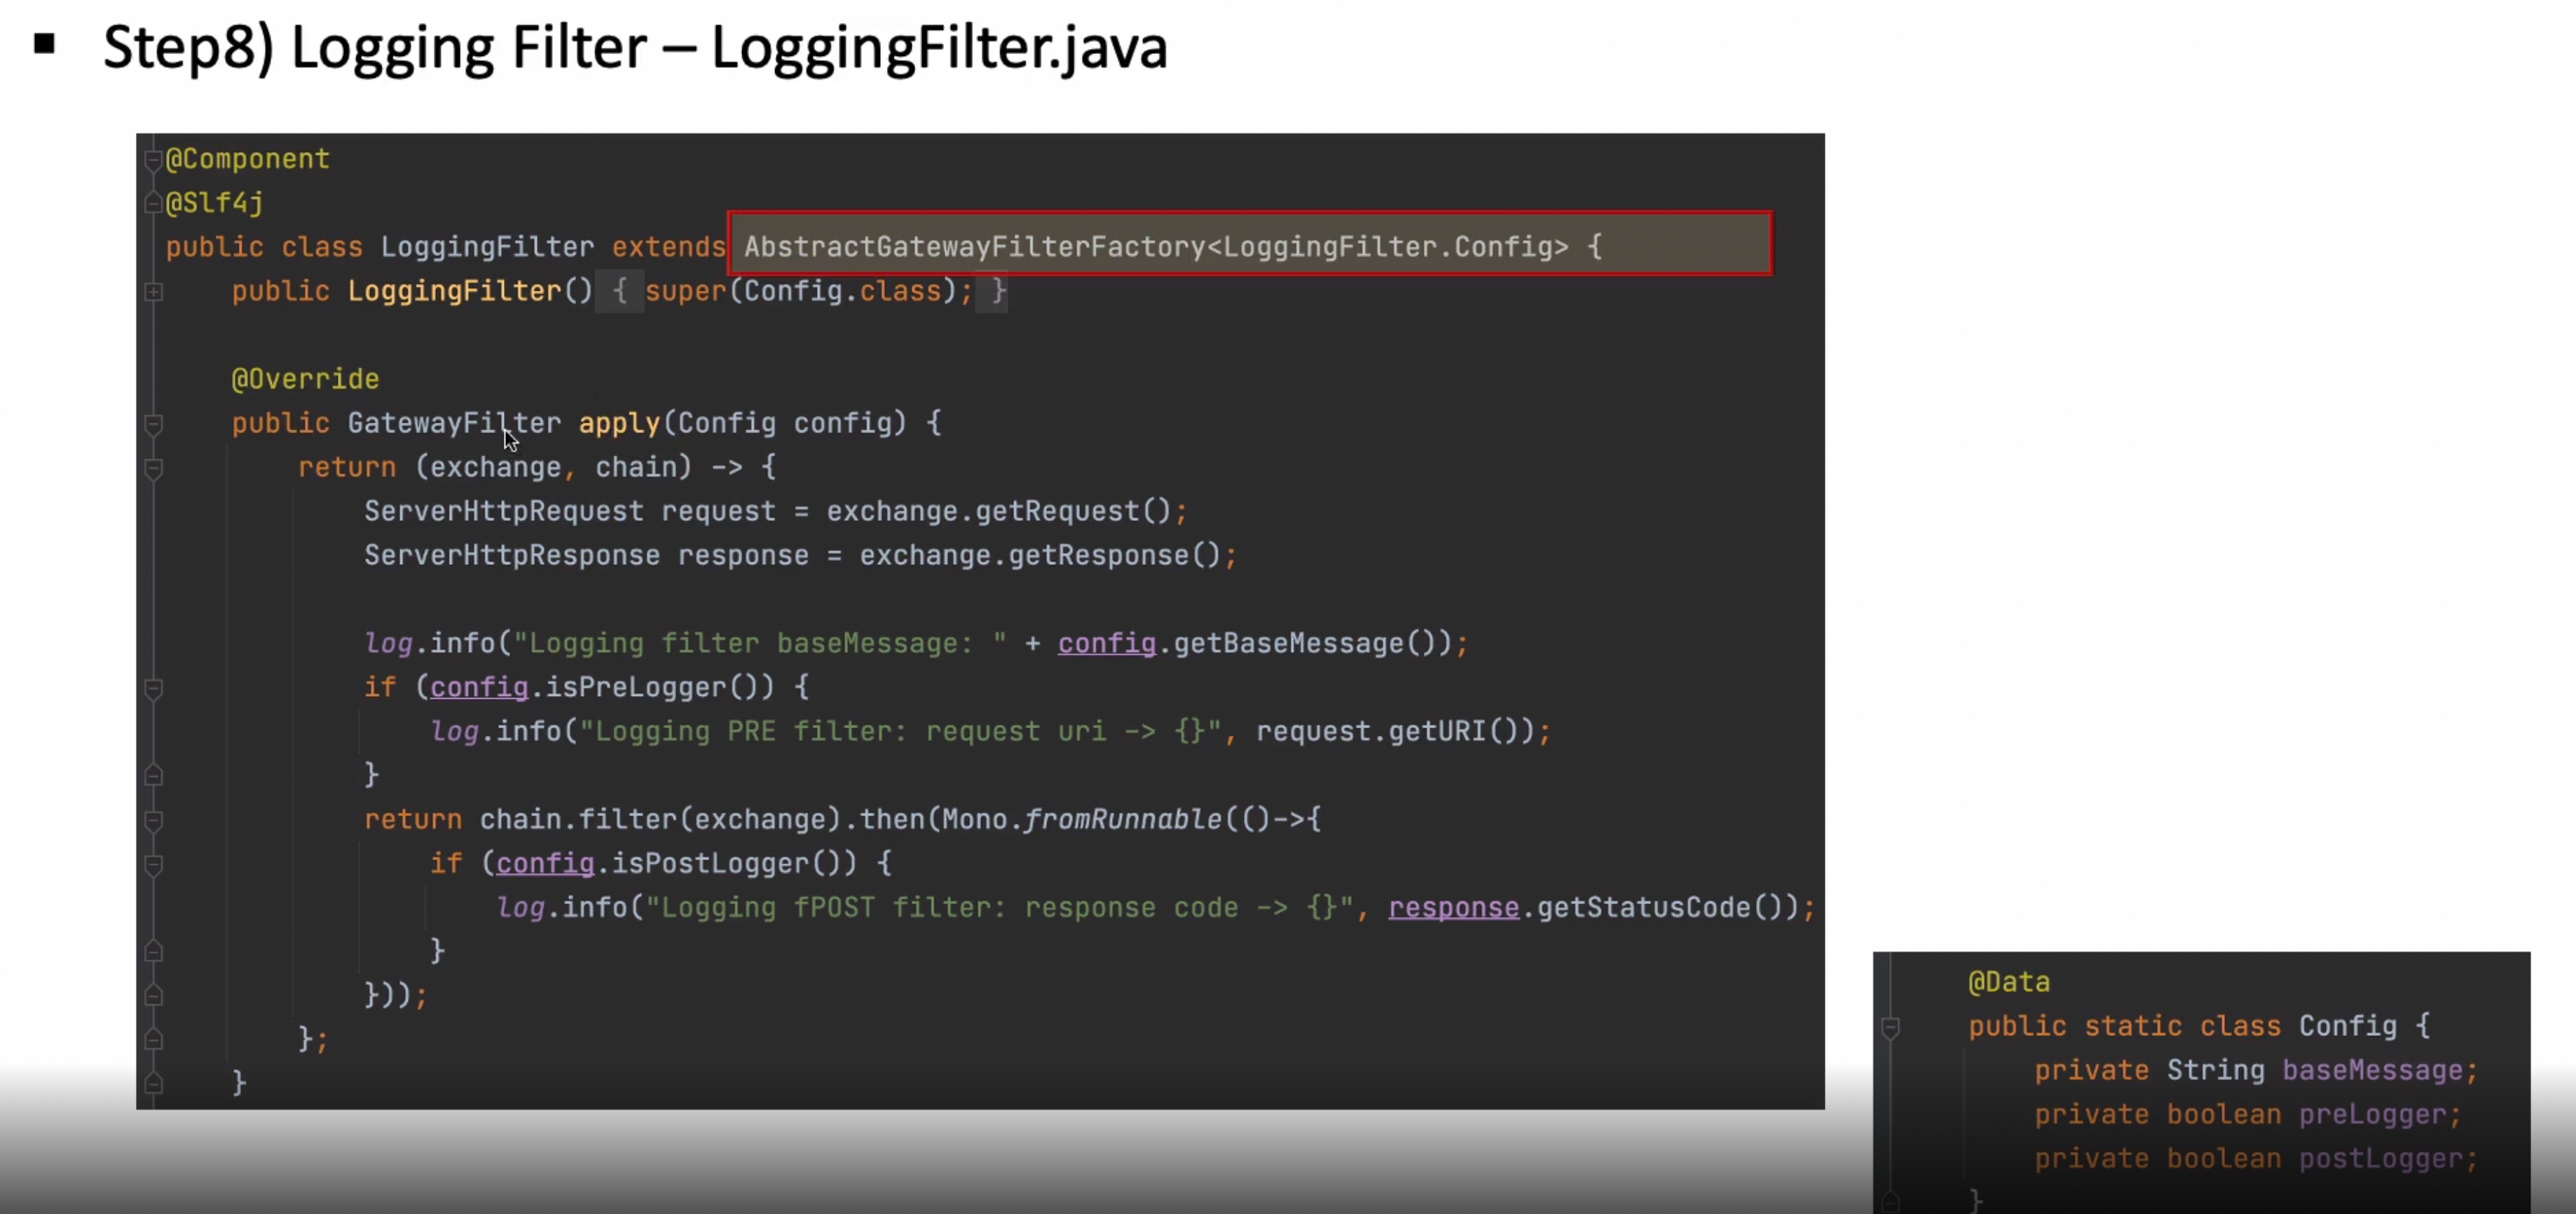 ▪ Step8) Logging Filter – LoggingFilter.java
@Component
@Slf4j
public class LoggingFilter extends AbstractGatewayFilterFactory<LoggingFilter.Config> {
public LoggingFilter() { super(Config.class); }
@Override
public GatewayFilter apply(Config config) {
return (exchange, chain) -> {
ServerHttpRequest request = exchange.getRequest();
ServerHttpResponse response = exchange.getResponse();
log.info("Logging filter baseMessage: " + config.getBaseMessage());
if (config.isPreLogger()) {
log.info("Logging PRE filter: request uri -> {}", request.getURI());
}
return chain.filter(exchange).then(Mono.fromRunnable(()->{
if (config.isPostLogger()) {
log.info("Logging fPOST filter: response code -> {}", response.getStatusCode());
}
}));
};
}
@Data
public static class Config {
private String baseMessage;
private boolean preLogger;
private boolean postLogger;
}